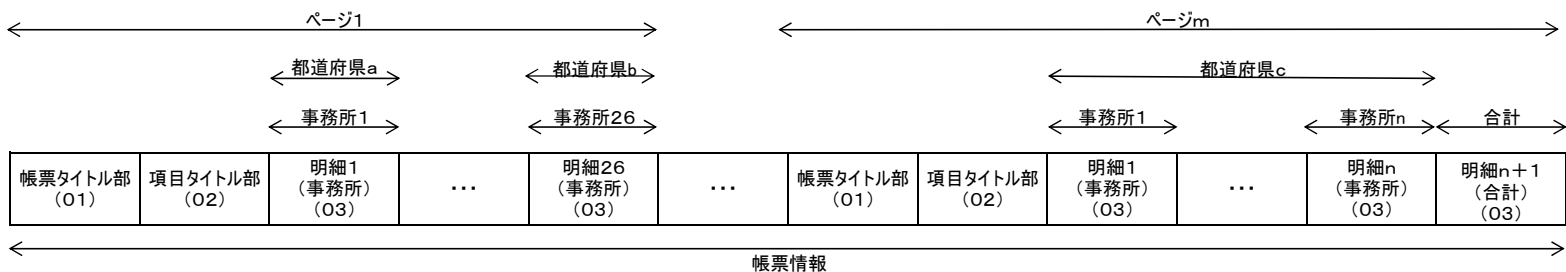 ページ1 ページm
都道府県a 都道府県b 都道府県c
事務所1 事務所26 事務所1 事務所n 合計
帳票タイトル部
(01)
項目タイトル部
(02)
明細1
(事務所)
(03)
…
明細26
(事務所)
(03)
…
帳票タイトル部
(01)
項目タイトル部
(02)
明細1
(事務所)
(03)
…
明細n
(事務所)
(03)
明細n+1
(合計)
(03)
帳票情報